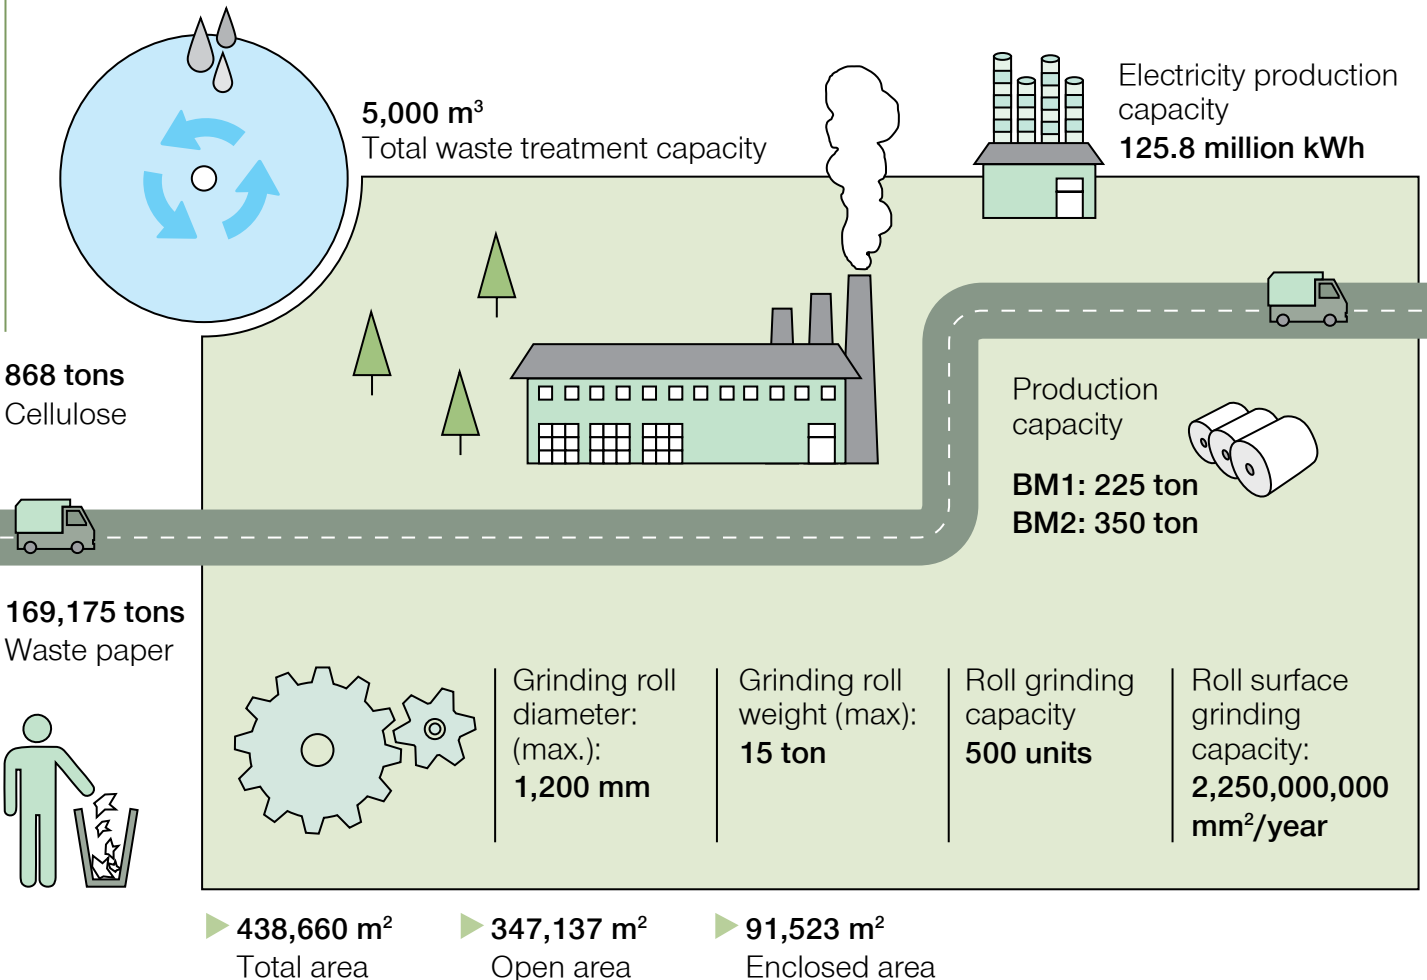 5,000 m³
Total waste treatment capacity
Electricity production
capacity
125.8 million kWh
868 tons
Cellulose
Production
capacity
BM1: 225 ton
BM2: 350 ton
169,175 tons
Waste paper
Grinding roll
diameter:
(max.):
1,200 mm
Grinding roll
weight (max):
15 ton
Roll grinding
capacity
500 units
Roll surface
grinding
capacity:
2,250,000,000
mm²/year
438,660 m²
Total area
347,137 m²
Open area
91,523 m²
Enclosed area